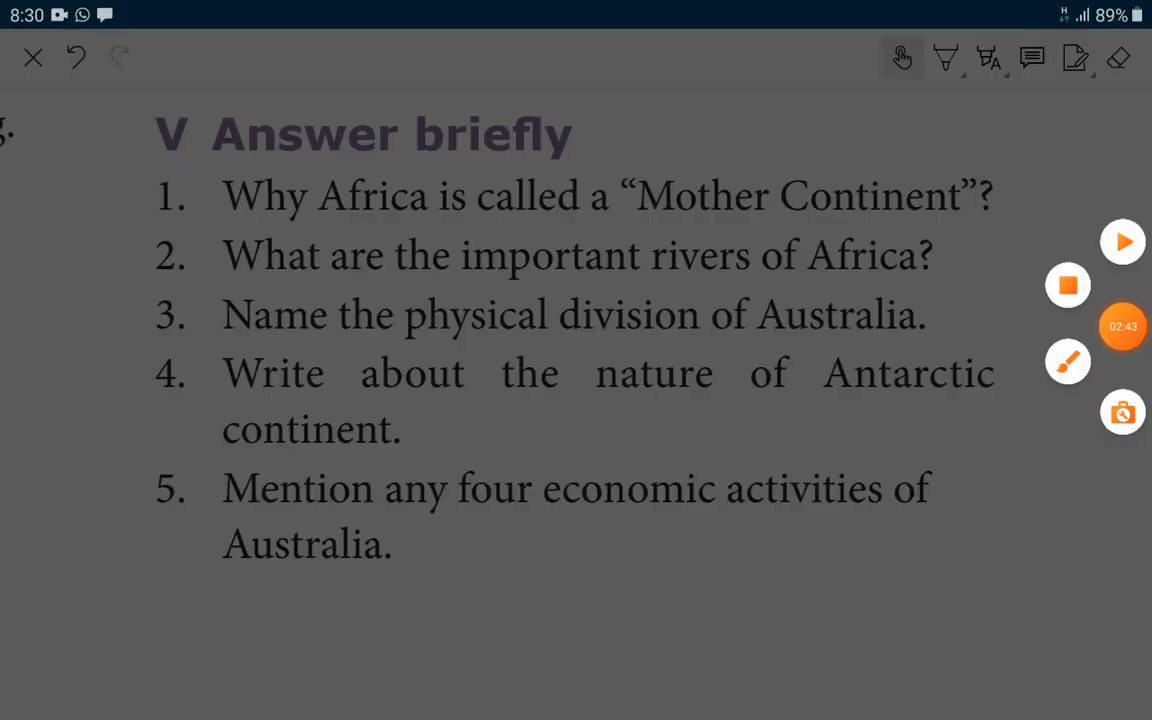 8:30 H 89%
g.
V Answer briefly
1. Why Africa is called a “Mother Continent”?
2. What are the important rivers of Africa?
3. Name the physical division of Australia.
4. Write about the nature of Antarctic
continent.
5. Mention any four economic activities of
Australia.
02:43